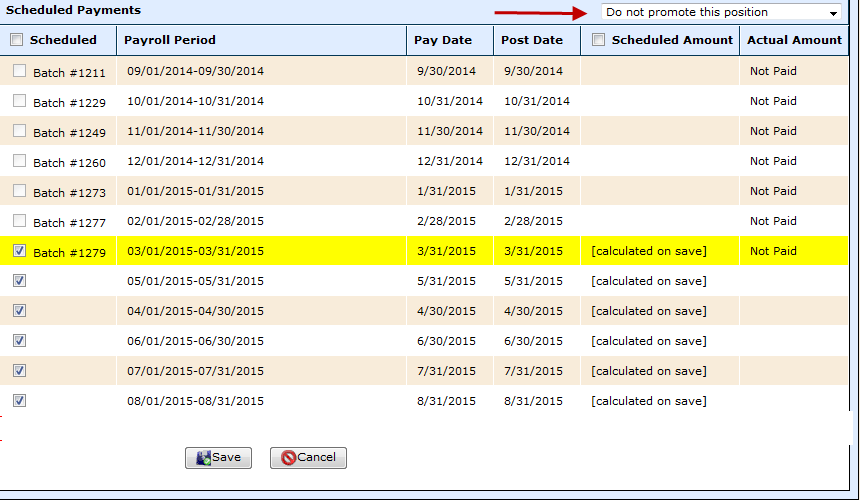 Scheduled Payments Do not promote this position
Scheduled Payroll Period Pay Date Post Date Scheduled Amount Actual Amount
Batch #1211 09/01/2014-09/30/2014 9/30/2014 9/30/2014 Not Paid
Batch #1229 10/01/2014-10/31/2014 10/31/2014 10/31/2014 Not Paid
Batch #1249 11/01/2014-11/30/2014 11/30/2014 11/30/2014 Not Paid
Batch #1260 12/01/2014-12/31/2014 12/31/2014 12/31/2014 Not Paid
Batch #1273 01/01/2015-01/31/2015 1/31/2015 1/31/2015 Not Paid
Batch #1277 02/01/2015-02/28/2015 2/28/2015 2/28/2015 Not Paid
Batch #1279 03/01/2015-03/31/2015 3/31/2015 3/31/2015 [calculated on save] Not Paid
05/01/2015-05/31/2015 5/31/2015 5/31/2015 [calculated on save]
04/01/2015-04/30/2015 4/30/2015 4/30/2015 [calculated on save]
06/01/2015-06/30/2015 6/30/2015 6/30/2015 [calculated on save]
07/01/2015-07/31/2015 7/31/2015 7/31/2015 [calculated on save]
08/01/2015-08/31/2015 8/31/2015 8/31/2015 [calculated on save]
Save Cancel